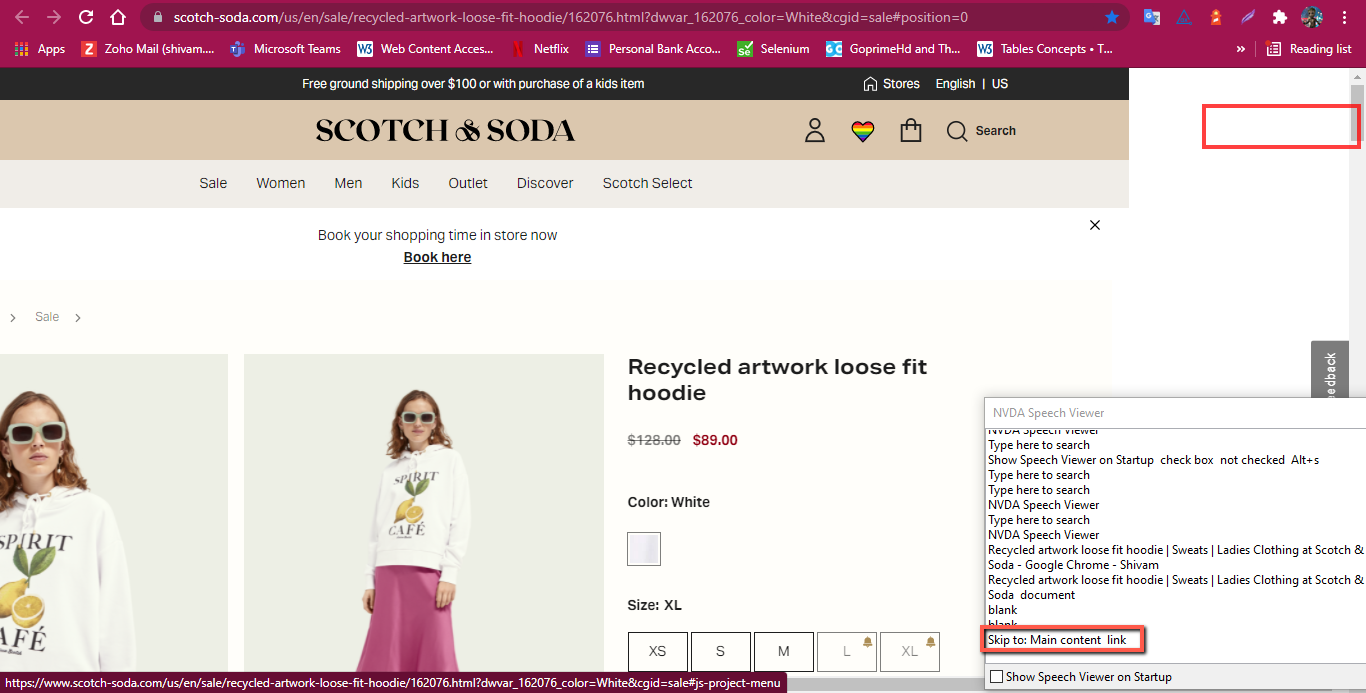 scotch-soda.com/us/en/sale/recycled-artwork-loose-fit-hoodie/162076.html?dwvar_162076_color=White&cgid=sale#position=0
Apps Zoho Mail (shivam.... Microsoft Teams Web Content Acces... Netflix Personal Bank Acco... Selenium GoprimeHd and Th... Tables Concepts • T... » Reading list
Free ground shipping over $100 or with purchase of a kids item
Stores English | US
SCOTCH & SODA
Search
Sale Women Men Kids Outlet Discover Scotch Select
Book your shopping time in store now
Book here
Sale
Recycled artwork loose fit
hoodie
$128.00 $89.00
Color: White
Size: XL
XS S M L XL
SPIRIT
CAFÉ
SPIRIT
CAFÉ
eedback
NVDA Speech Viewer
NVDA Speech Viewer
Type here to search
Show Speech Viewer on Startup check box not checked Alt+s
Type here to search
Type here to search
NVDA Speech Viewer
Type here to search
NVDA Speech Viewer
Recycled artwork loose fit hoodie | Sweats | Ladies Clothing at Scotch &
Soda - Google Chrome - Shivam
Recycled artwork loose fit hoodie | Sweats | Ladies Clothing at Scotch &
Soda document
blank
blank
Skip to: Main content link
Show Speech Viewer on Startup
https://www.scotch-soda.com/us/en/sale/recycled-artwork-loose-fit-hoodie/162076.html?dwvar_162076_color=White&cgid=sale#js-project-menu